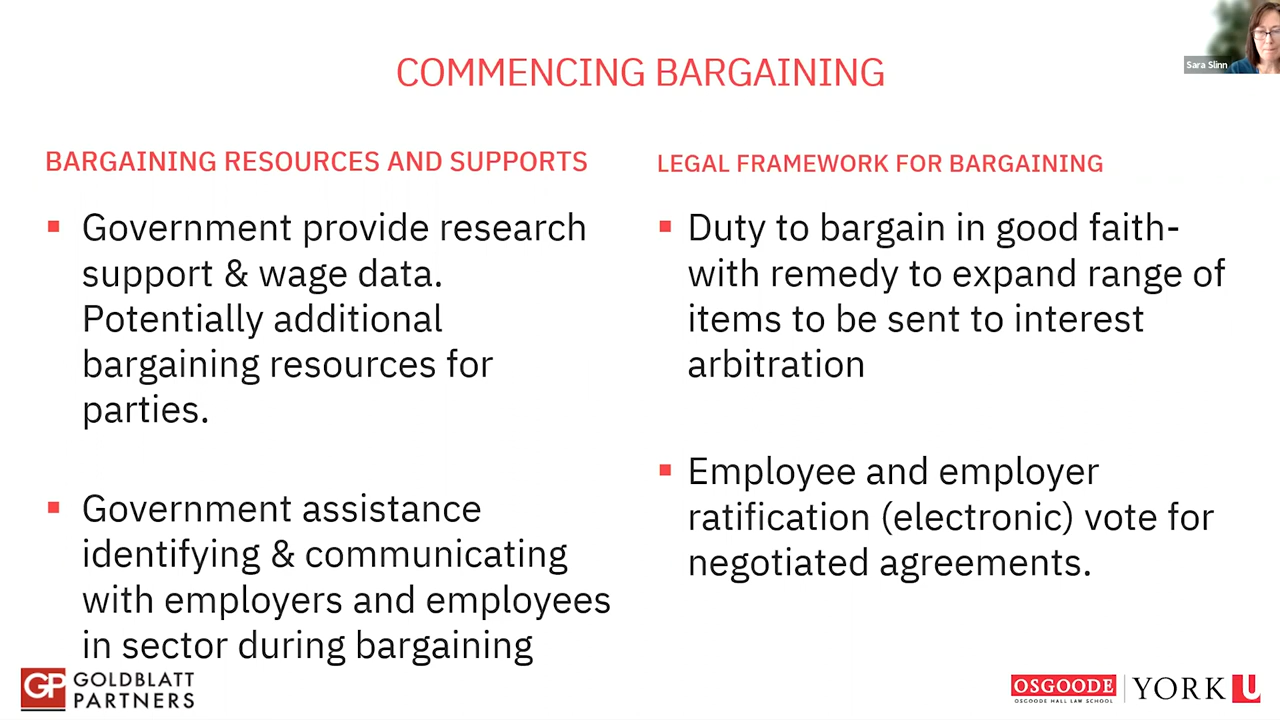 COMMENCING BARGAINING
Sara Slinn
BARGAINING RESOURCES AND SUPPORTS
Government provide research
support & wage data.
Potentially additional
bargaining resources for
parties.
Government assistance
identifying & communicating
with employers and employees
in sector during bargaining
LEGAL FRAMEWORK FOR BARGAINING
Duty to bargain in good faith-
with remedy to expand range of
items to be sent to interest
arbitration
Employee and employer
ratification (electronic) vote for
negotiated agreements.
GP GOLDBLATT
PARTNERS
OSGOODE
OSGOODE HALL LAW SCHOOL
YORK U